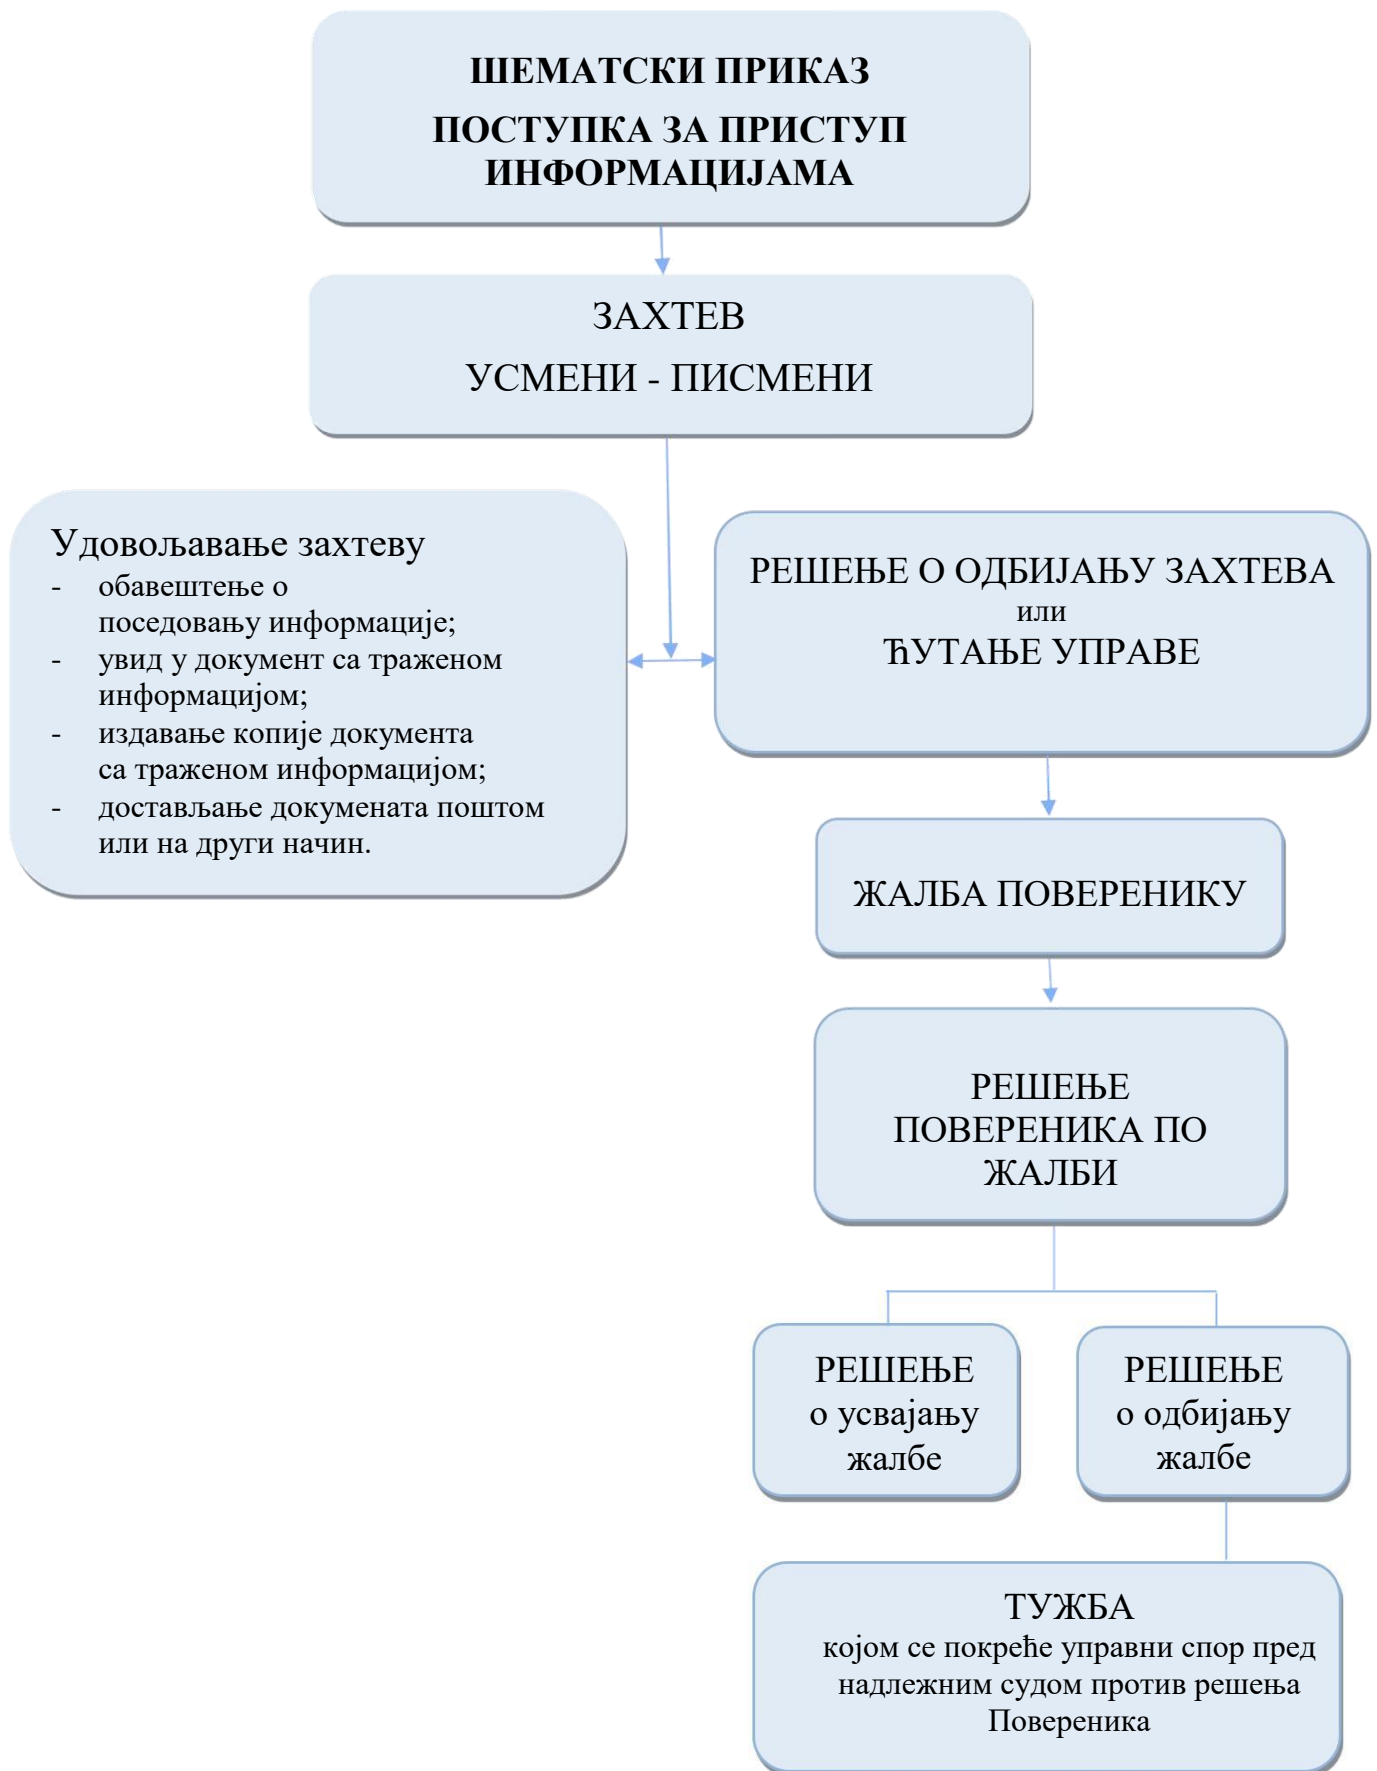 ШЕМАТСКИ ПРИКАЗ
ПОСТУПКА ЗА ПРИСТУП
ИНФОРМАЦИЈАМА
ЗАХТЕВ
УСМЕНИ - ПИСМЕНИ
Удовољавање захтеву
- обавештење о
поседовању информације;
- увид у документ са траженом
информацијом;
- издавање копије документа
са траженом информацијом;
- достављање докумената поштом
или на други начин.
РЕШЕЊЕ О ОДБИЈАЊУ ЗАХТЕВА
или
ЋУТАЊЕ УПРАВЕ
ЖАЛБА ПОВЕРЕНИКУ
РЕШЕЊЕ
ПОВЕРЕНИКА ПО
ЖАЛБИ
РЕШЕЊЕ
о усвајању
жалбе
РЕШЕЊЕ
о одбијању
жалбе
ТУЖБА
којом се покреће управни спор пред
надлежним судом против решења
Повереника